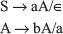 S → aA/∈
A → bA/a